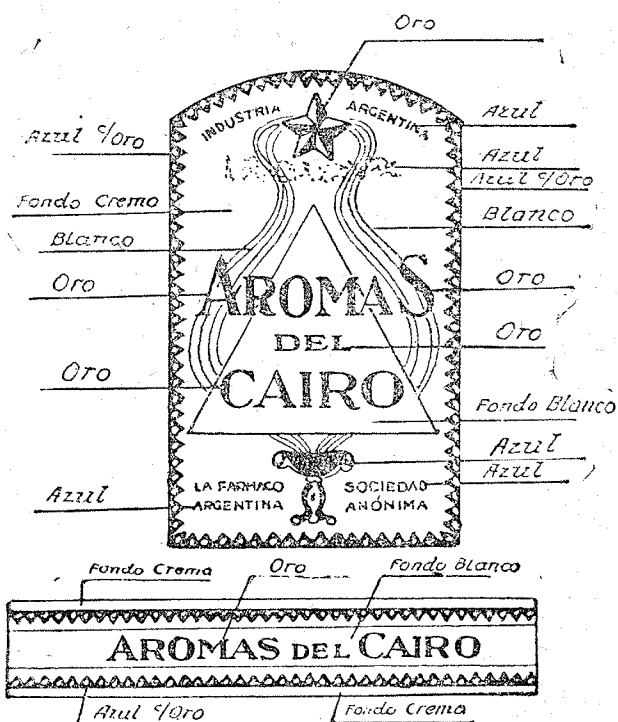 Oro
INDUSTRIA ARGENTINA
Azul
Azul c/Oro
Azul
Azul c/Oro
Fondo Crema
Blanco
Blanco
Oro
AROMAS
Oro
DEL
Oro
Oro
CAIRO
Fondo Blanco
Azul
Azul
LA FARMACO SOCIEDAD
Azul
ARGENTINA ANÓNIMA
Fondo Crema Oro Fondo Blanco
AROMAS DEL CAIRO
Azul c/Oro Fondo Crema